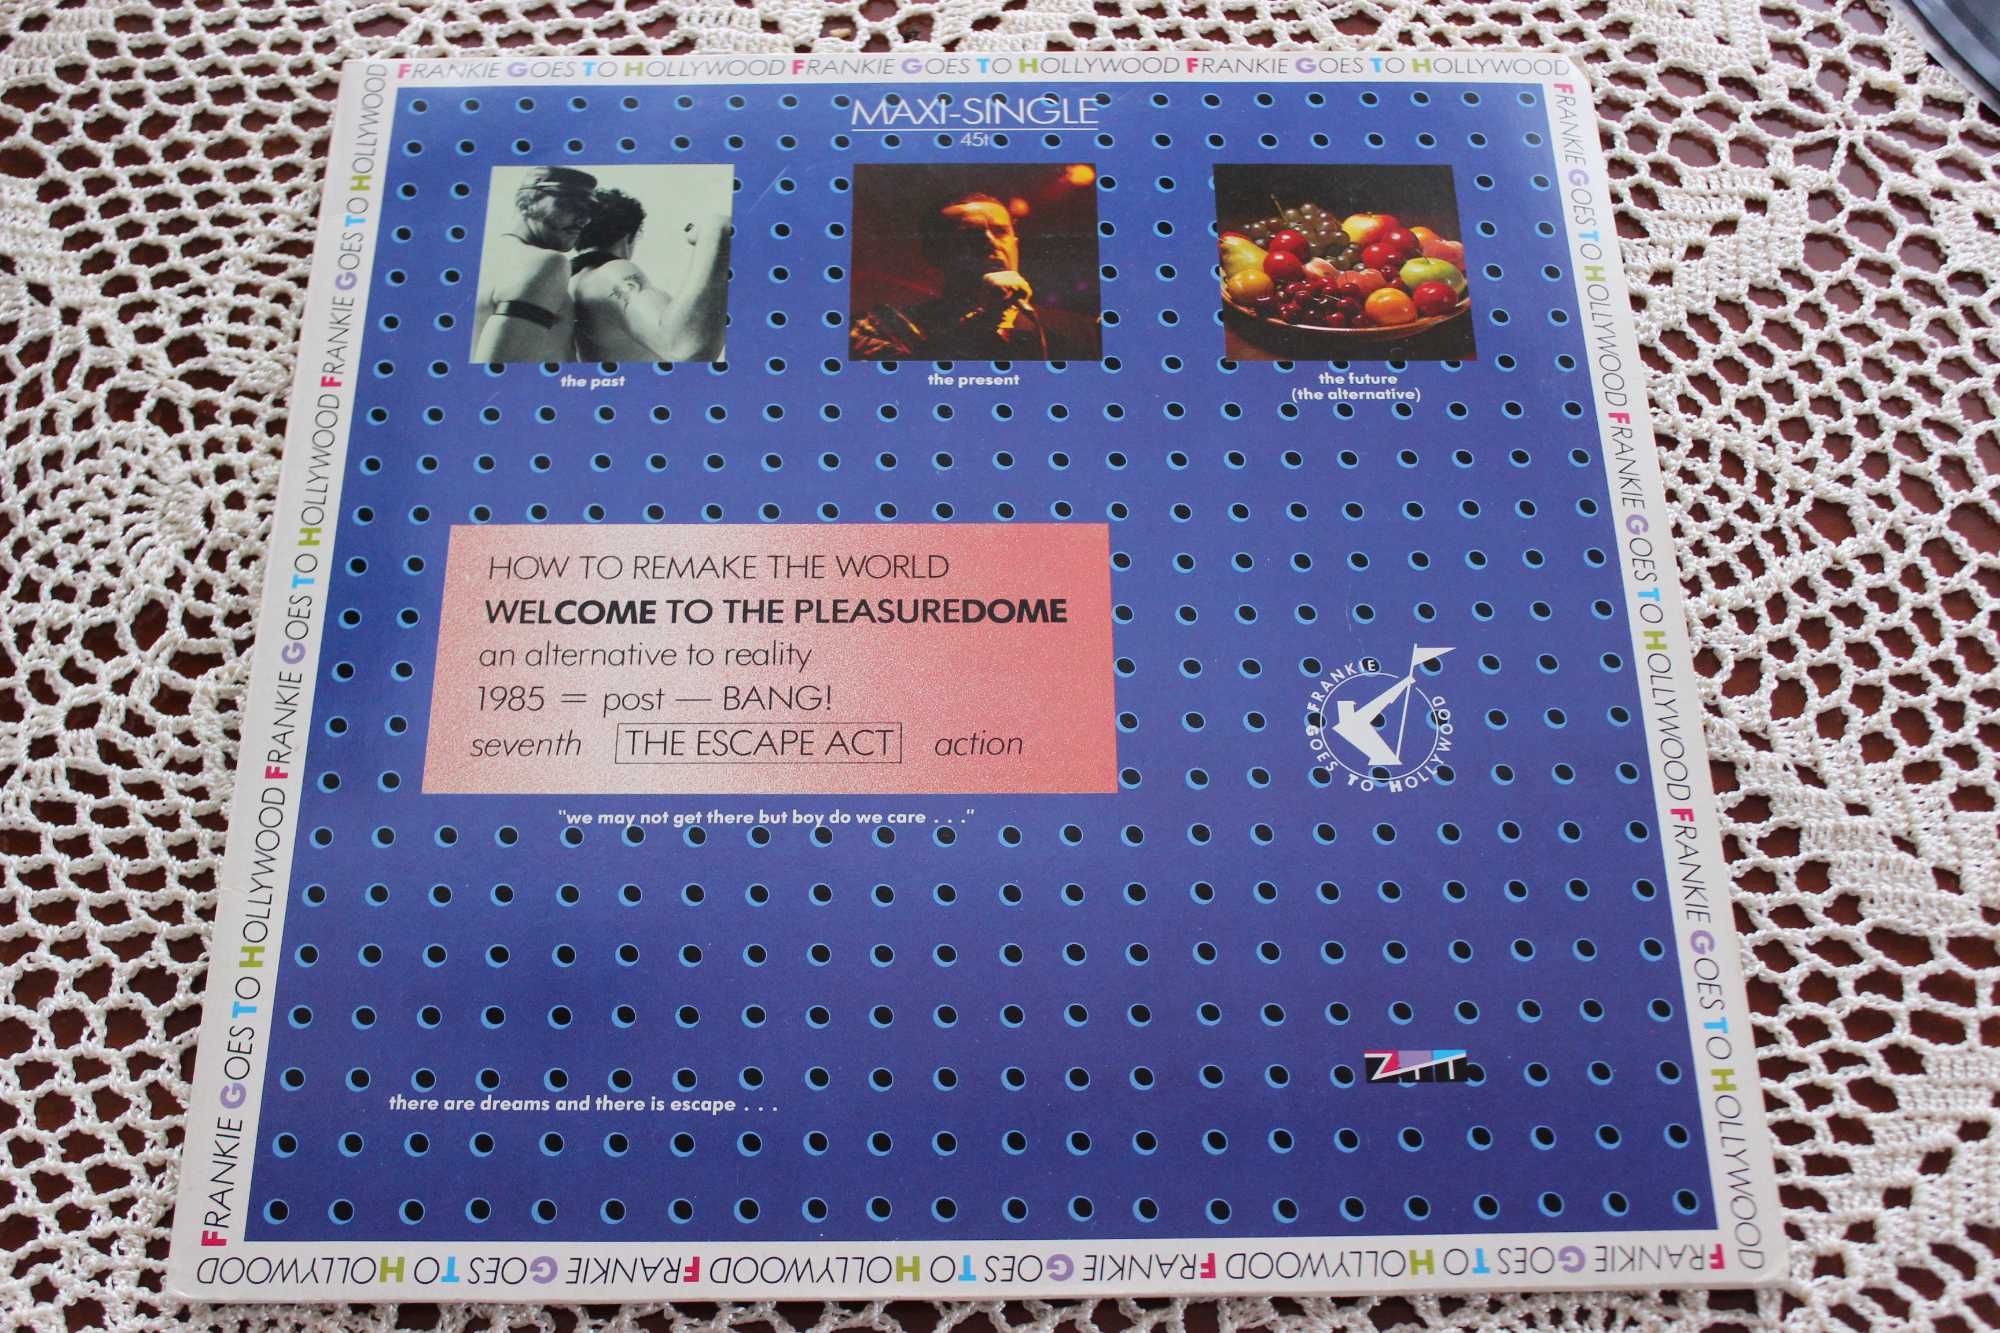 FRANKIE GOES TO HOLLYWOOD FRANKIE GOES TO HOLLYWOOD FRANKIE GOES TO HOLLYWOOD
FRANKIE GOES TO HOLLYWOOD FRANKIE GOES TO HOLLYWOOD FRANKIE GOES TO HOLLYWOOD
FRANKIE GOES TO HOLLYWOOD FRANKIE GOES TO HOLLYWOOD FRANKIE GOES TO HOLLYWOOD
FRANKIE GOES TO HOLLYWOOD FRANKIE GOES TO HOLLYWOOD FRANKIE GOES TO HOLLYWOOD
MAXI-SINGLE
45t
the past
the present
the future
(the alternative)
HOW TO REMAKE THE WORLD
WELCOME TO THE PLEASUREDOME
an alternative to reality
1985 = post — BANG!
seventh THE ESCAPE ACT action
"we may not get there but boy do we care . . ."
FRANKIE GOES TO HOLLYWOOD
ZTT
there are dreams and there is escape . . .